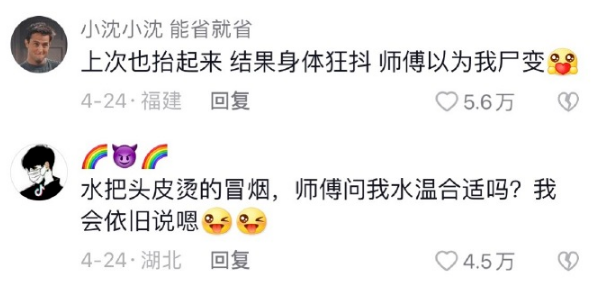 小沈小沈 能省就省
上次也抬起来 结果身体狂抖 师傅以为我尸变🥰
4-24 · 福建 回复 5.6万
🌈😈🌈
水把头皮烫的冒烟，师傅问我水温合适吗？我
会依旧说嗯😜😜
4-24 · 湖北 回复 4.5万